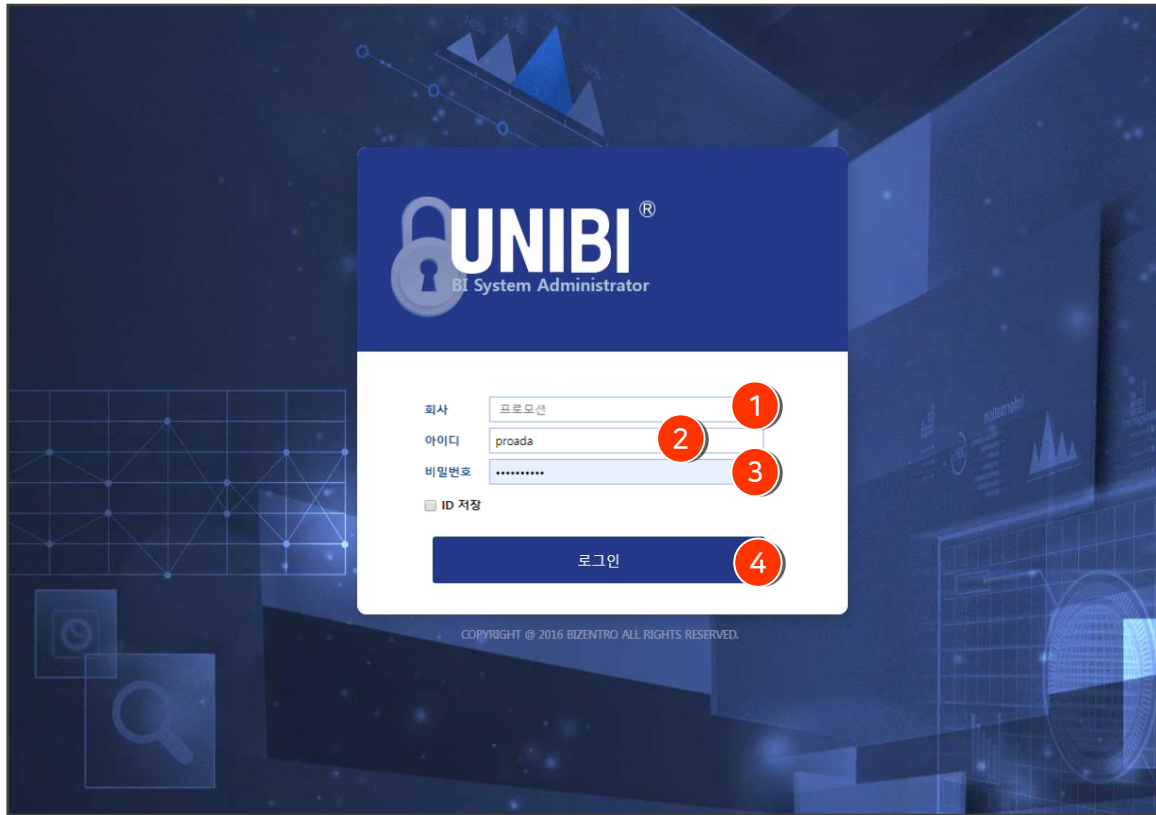 UNIBI ®
BI System Administrator
회사 프로모션 1
아이디 proada 2
비밀번호 •••••••••• 3
ID 저장
로그인 4
COPYRIGHT @ 2016 BIZENTRO ALL RIGHTS RESERVED.